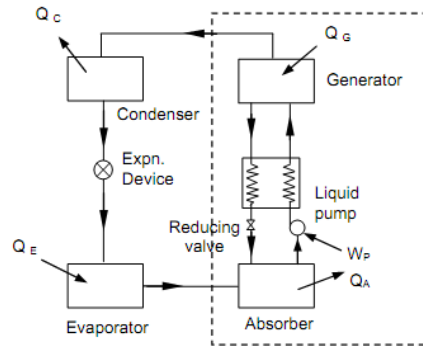 Q C
Q G
Generator
Condenser
Expn.
Device
Liquid
pump
Reducing
valve
W P
Q E
Q A
Evaporator
Absorber